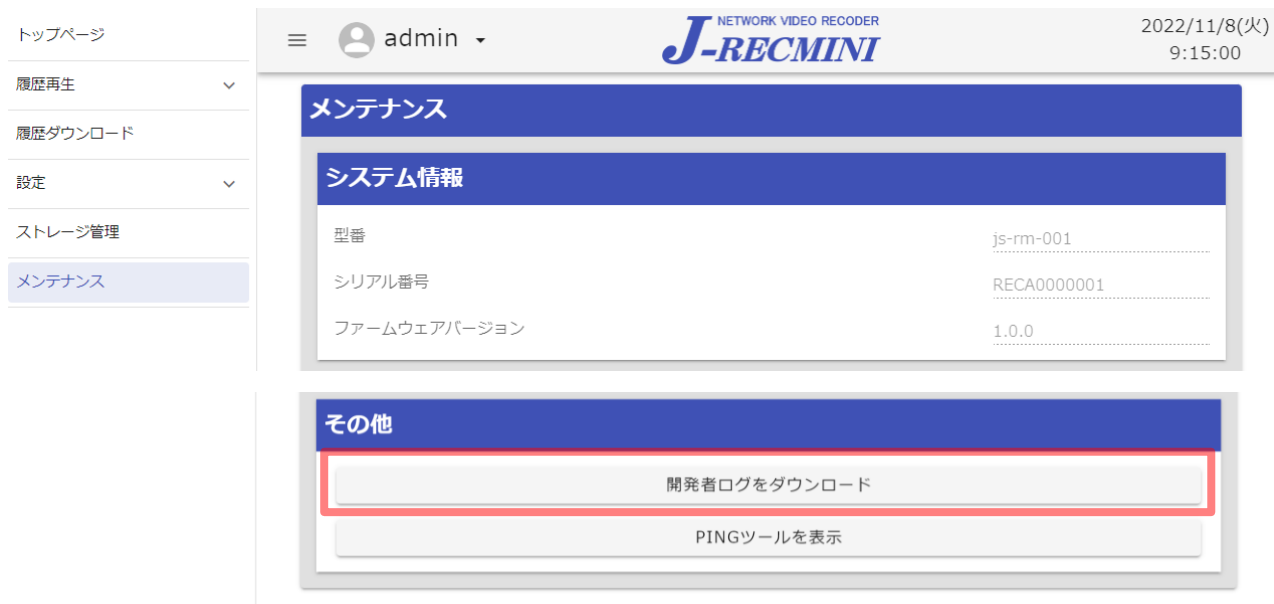 トップページ
履歴再生
履歴ダウンロード
設定
ストレージ管理
メンテナンス
admin
NETWORK VIDEO RECODER
J-RECMINI
2022/11/8(火)
9:15:00
メンテナンス
システム情報
型番 js-rm-001
シリアル番号 RECA0000001
ファームウェアバージョン 1.0.0
その他
開発者ログをダウンロード
PINGツールを表示